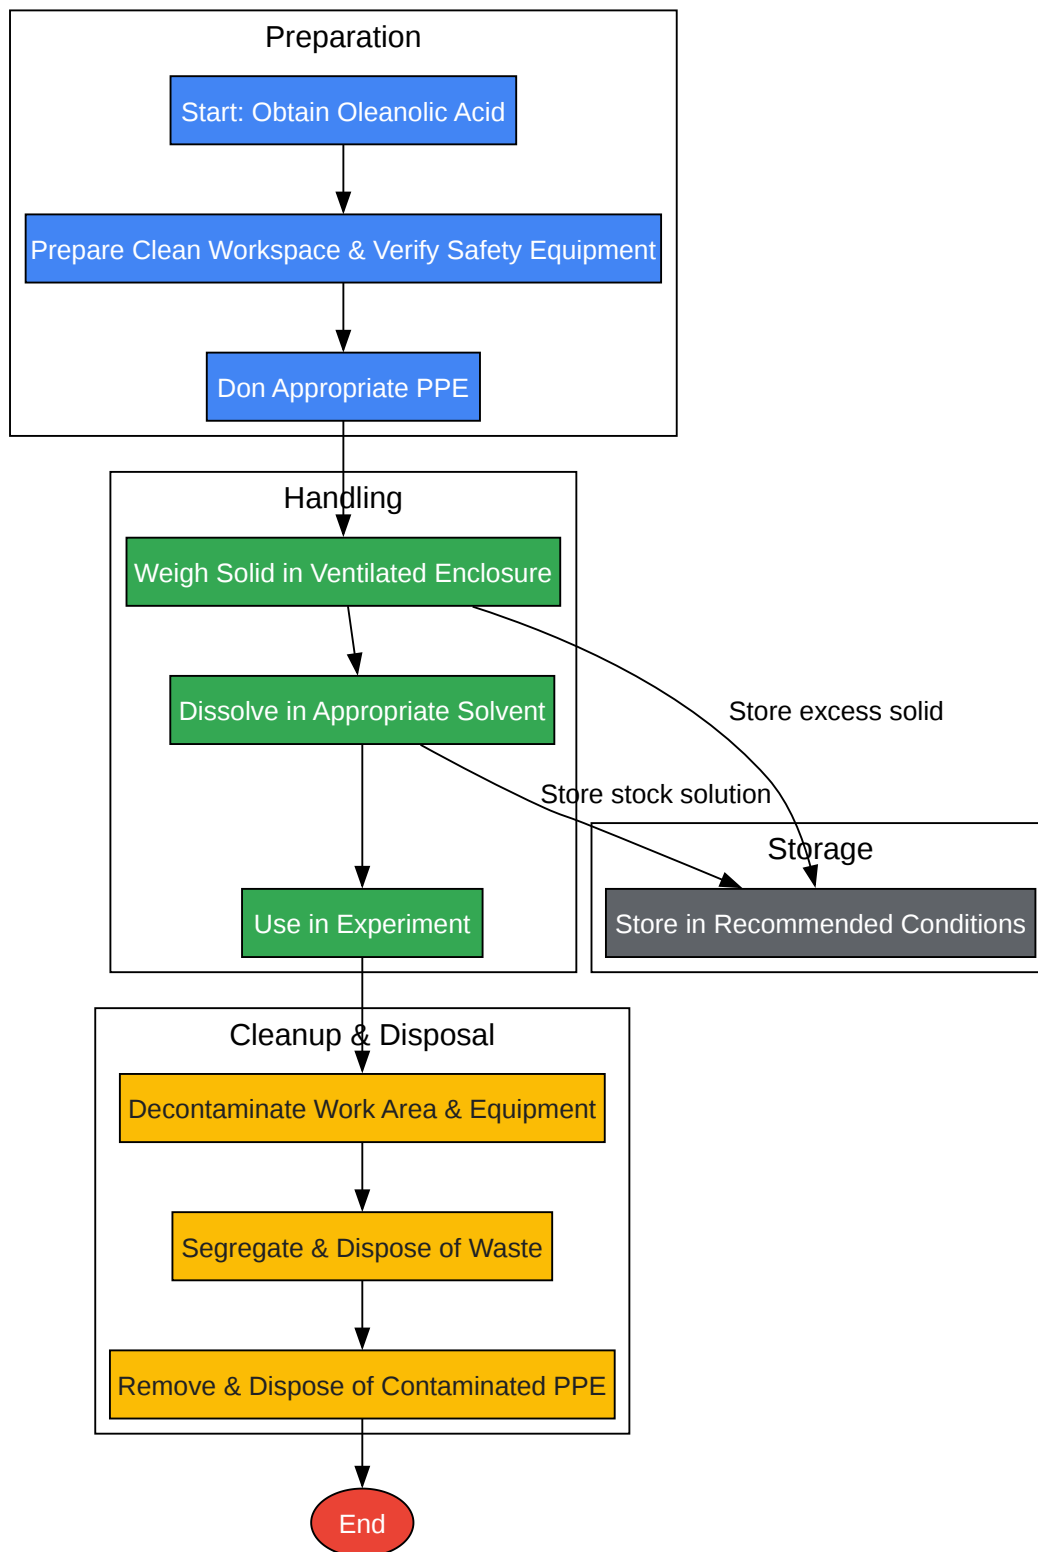 Preparation
Start: Obtain Oleanolic Acid
Prepare Clean Workspace & Verify Safety Equipment
Don Appropriate PPE
Handling
Weigh Solid in Ventilated Enclosure
Dissolve in Appropriate Solvent
Store excess solid
Store stock solution
Storage
Use in Experiment
Store in Recommended Conditions
Cleanup & Disposal
Decontaminate Work Area & Equipment
Segregate & Dispose of Waste
Remove & Dispose of Contaminated PPE
End